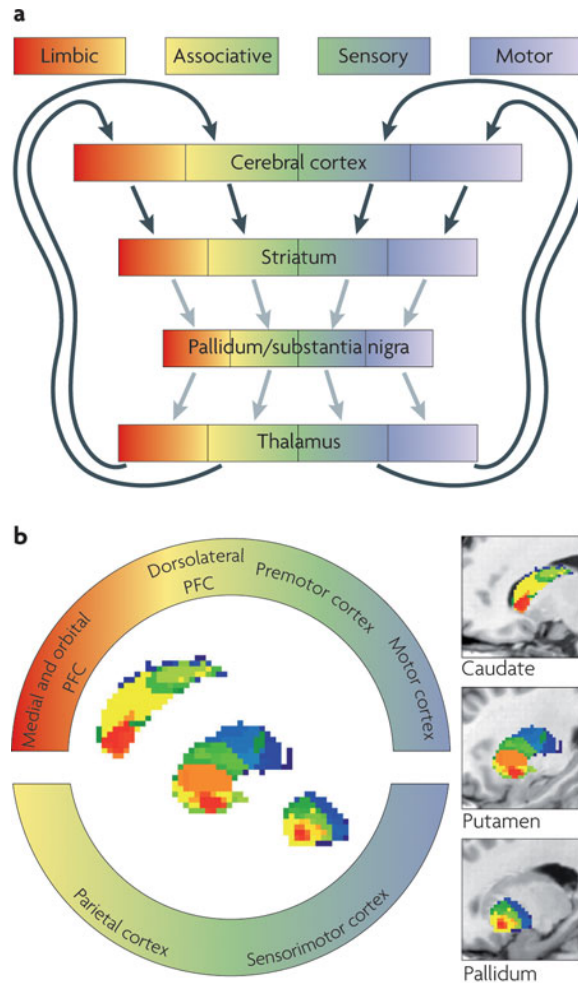 a
Limbic
Associative
Sensory
Motor
Cerebral cortex
Striatum
Pallidum/substantia nigra
Thalamus
b
Medial and orbital
PFC
Dorsolateral
PFC
Premotor cortex
Motor cortex
Parietal cortex
Sensorimotor cortex
Caudate
Putamen
Pallidum